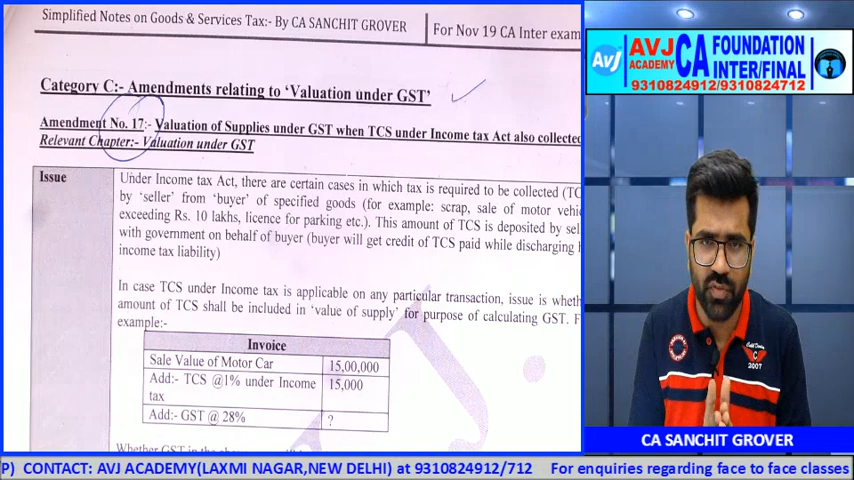 Simplified Notes on Goods & Services Tax:- By CA SANCHIT GROVER
For Nov 19 CA Inter exam
Category C:- Amendments relating to 'Valuation under GST'
Amendment No. 17:- Valuation of Supplies under GST when TCS under Income tax Act also collected
Relevant Chapter:- Valuation under GST
Issue
Under Income tax Act, there are certain cases in which tax is required to be collected (TC
by 'seller' from 'buyer' of specified goods (for example: scrap, sale of motor vehic
exceeding Rs. 10 lakhs, licence for parking etc.). This amount of TCS is deposited by sel
with government on behalf of buyer (buyer will get credit of TCS paid while discharging h
income tax liability)
In case TCS under Income tax is applicable on any particular transaction, issue is wheth
amount of TCS shall be included in 'value of supply' for purpose of calculating GST. F
example:-
Invoice
Sale Value of Motor Car 15,00,000
Add:- TCS @1% under Income 15,000
tax
Add:- GST @ 28% ?
Whether GST in the
AVJ
AVJ
ACADEMY
CA
FOUNDATION
INTER/FINAL
9310824912/9310824712
2007
CA SANCHIT GROVER
P) CONTACT: AVJ ACADEMY(LAXMI NAGAR,NEW DELHI) at 9310824912/712 For enquiries regarding face to face classes